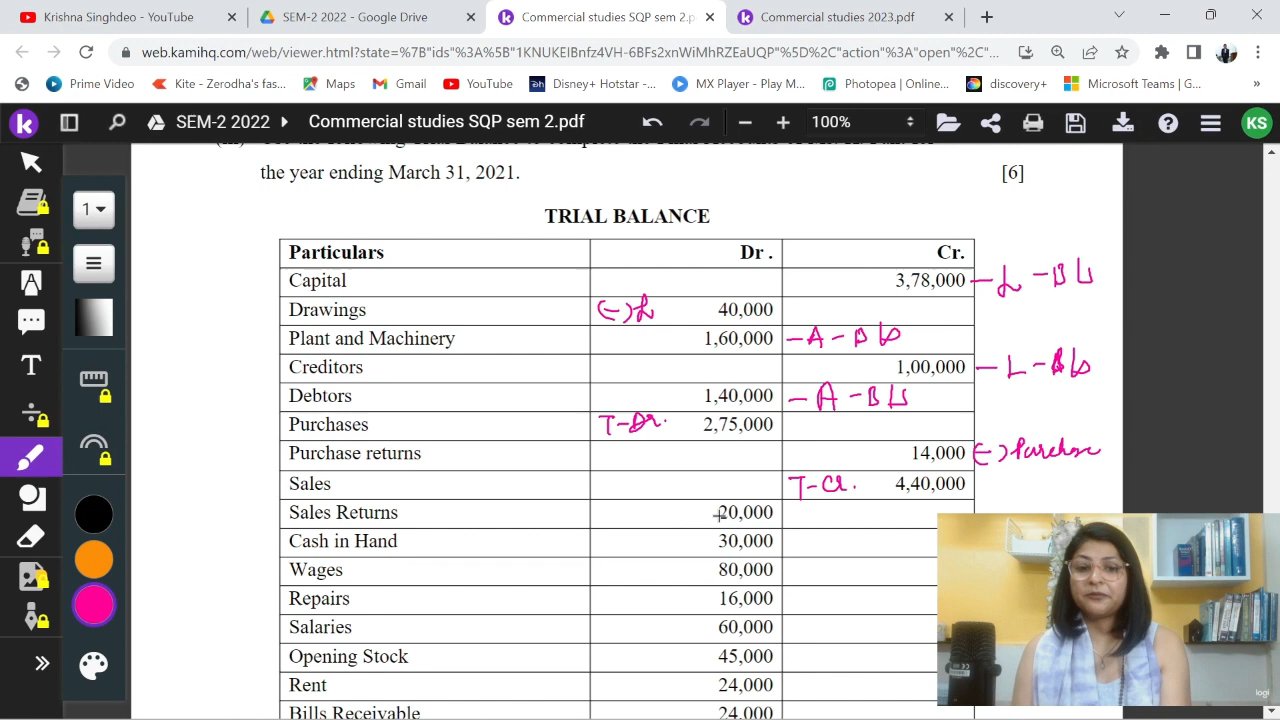 Krishna Singhdeo - YouTube
SEM-2 2022 - Google Drive
Commercial studies SQP sem 2.p
Commercial studies 2023.pdf
web.kamihq.com/web/viewer.html?state=%7B"ids"%3A%5B"1KNUKEIBnfz4VH-6BFs2xnWiMhRZEaUQP"%5D%2C"action"%3A"open"%2C"...
Prime Video
Kite - Zerodha's fas...
Maps
Gmail
YouTube
Disney+ Hotstar -...
MX Player - Play M...
Photopea | Online...
discovery+
Microsoft Teams | G...
»
SEM-2 2022
Commercial studies SQP sem 2.pdf
100%
KS
the year ending March 31, 2021. [6]
1
TRIAL BALANCE
Particulars Dr . Cr.
Capital 3,78,000 - L - B/S
Drawings (-) L 40,000
Plant and Machinery 1,60,000 - A - B/S
Creditors 1,00,000 - L - B/S
Debtors 1,40,000 - A - B/S
Purchases T-Dr. 2,75,000
Purchase returns 14,000 (-) Purchase
Sales T-Cr. 4,40,000
Sales Returns 20,000
Cash in Hand 30,000
Wages 80,000
Repairs 16,000
Salaries 60,000
Opening Stock 45,000
Rent 24,000
Bills Receivable 24,000
logi